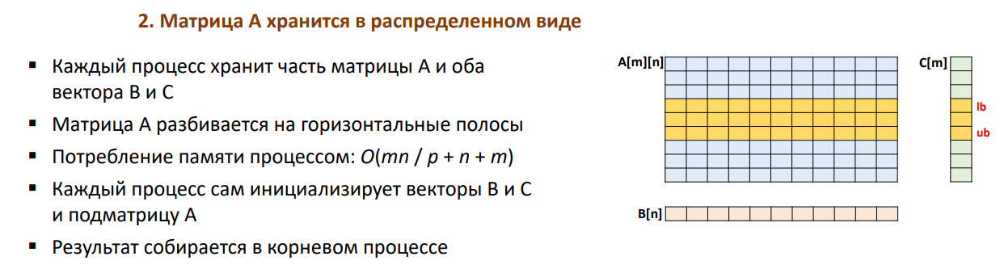 2. Матрица А хранится в распределенном виде
▪ Каждый процесс хранит часть матрицы А и оба
вектора B и C
▪ Матрица А разбивается на горизонтальные полосы
▪ Потребление памяти процессом: O(mn / p + n + m)
▪ Каждый процесс сам инициализирует векторы B и C
и подматрицу А
▪ Результат собирается в корневом процессе
A[m][n]
C[m]
lb
ub
B[n]